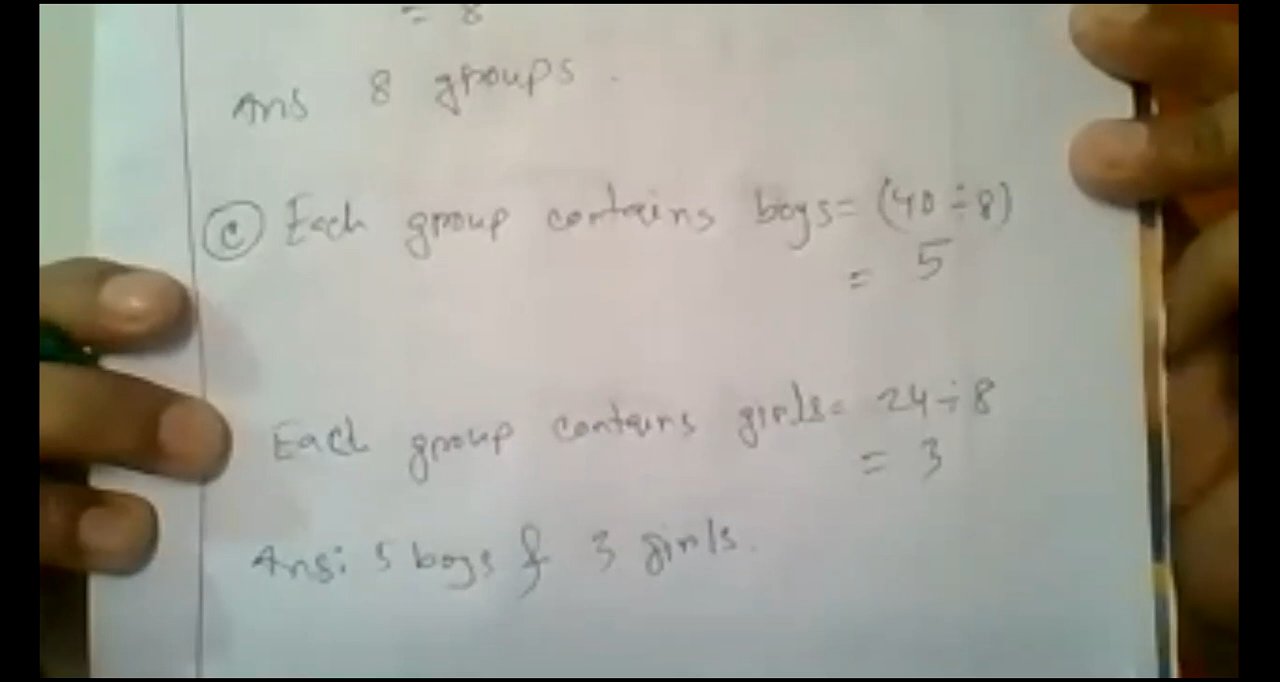 = 8
Ans 8 groups.
(c) Each group contains boys = (40 ÷ 8)
= 5
Each group contains girls = 24 ÷ 8
= 3
Ans: 5 boys & 3 girls.